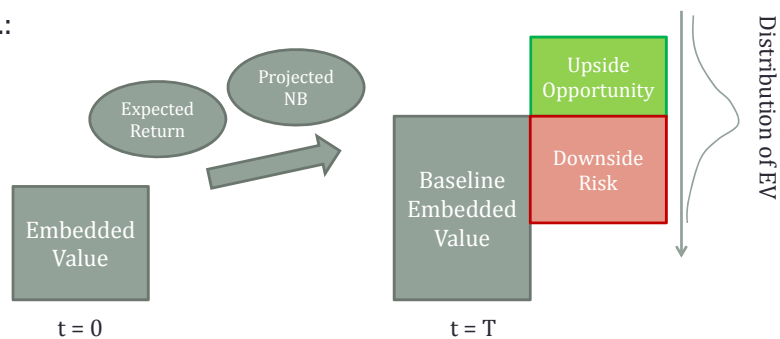 .:
Projected
NB
Expected
Return
Upside
Opportunity
Downside
Risk
Baseline
Embedded
Value
Embedded
Value
Distribution of EV
t = 0
t = T